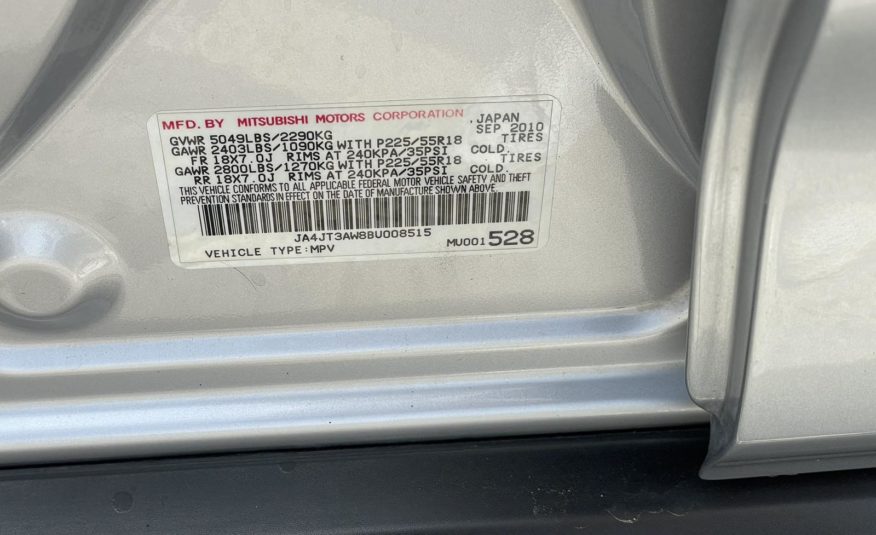 MFD. BY MITSUBISHI MOTORS CORPORATION JAPAN
GVWR 5049LBS/2290KG SEP 2010
GAWR 2403LBS/1090KG WITH P225/55R18 TIRES
FR 18X7.0J RIMS AT 240KPA/35PSI COLD.
GAWR 2800LBS/1270KG WITH P225/55R18 TIRES
RR 18X7.0J RIMS AT 240KPA/35PSI COLD.
THIS VEHICLE CONFORMS TO ALL APPLICABLE FEDERAL MOTOR VEHICLE SAFETY AND THEFT
PREVENTION STANDARDS IN EFFECT ON THE DATE OF MANUFACTURE SHOWN ABOVE.
JA4JT3AW8BU008515
VEHICLE TYPE:MPV MU001 528